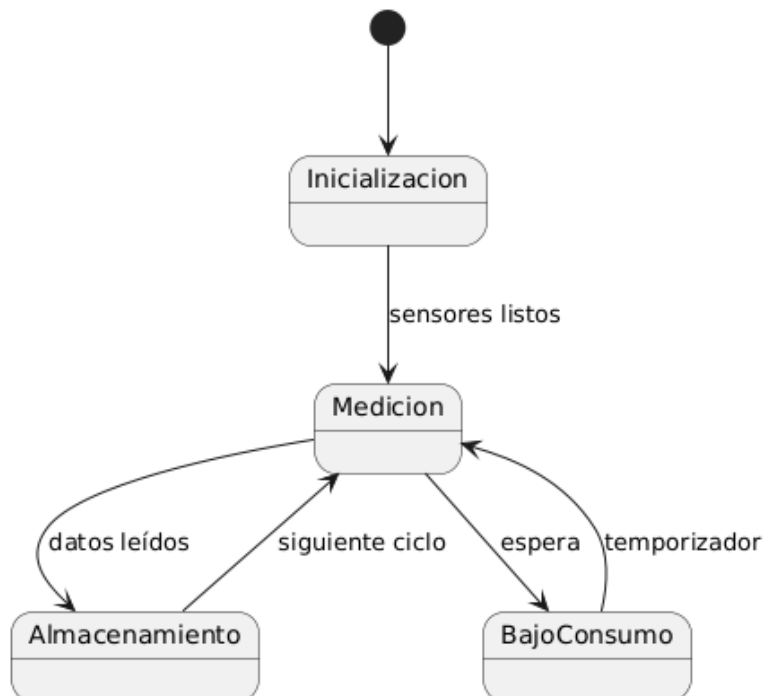 Inicializacion
sensores listos
Medicion
datos leídos
siguiente ciclo
espera
temporizador
Almacenamiento
BajoConsumo